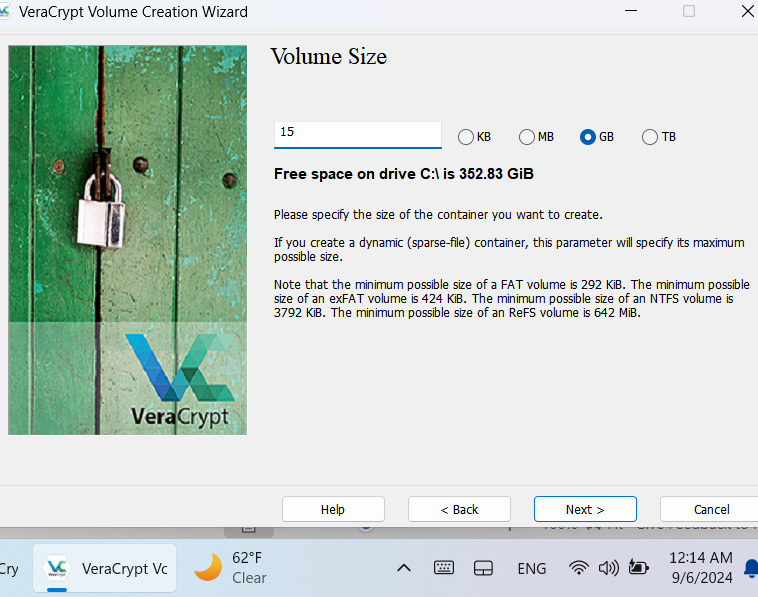 VeraCrypt Volume Creation Wizard
Volume Size
15
KB
MB
GB
TB
Free space on drive C:\ is 352.83 GiB
Please specify the size of the container you want to create.
If you create a dynamic (sparse-file) container, this parameter will specify its maximum
possible size.
Note that the minimum possible size of a FAT volume is 292 KiB. The minimum possible
size of an exFAT volume is 424 KiB. The minimum possible size of an NTFS volume is
3792 KiB. The minimum possible size of an ReFS volume is 642 MiB.
VeraCrypt
Help
< Back
Next >
Cancel
Cry
VeraCrypt Vc
62°F
Clear
ENG
12:14 AM
9/6/2024